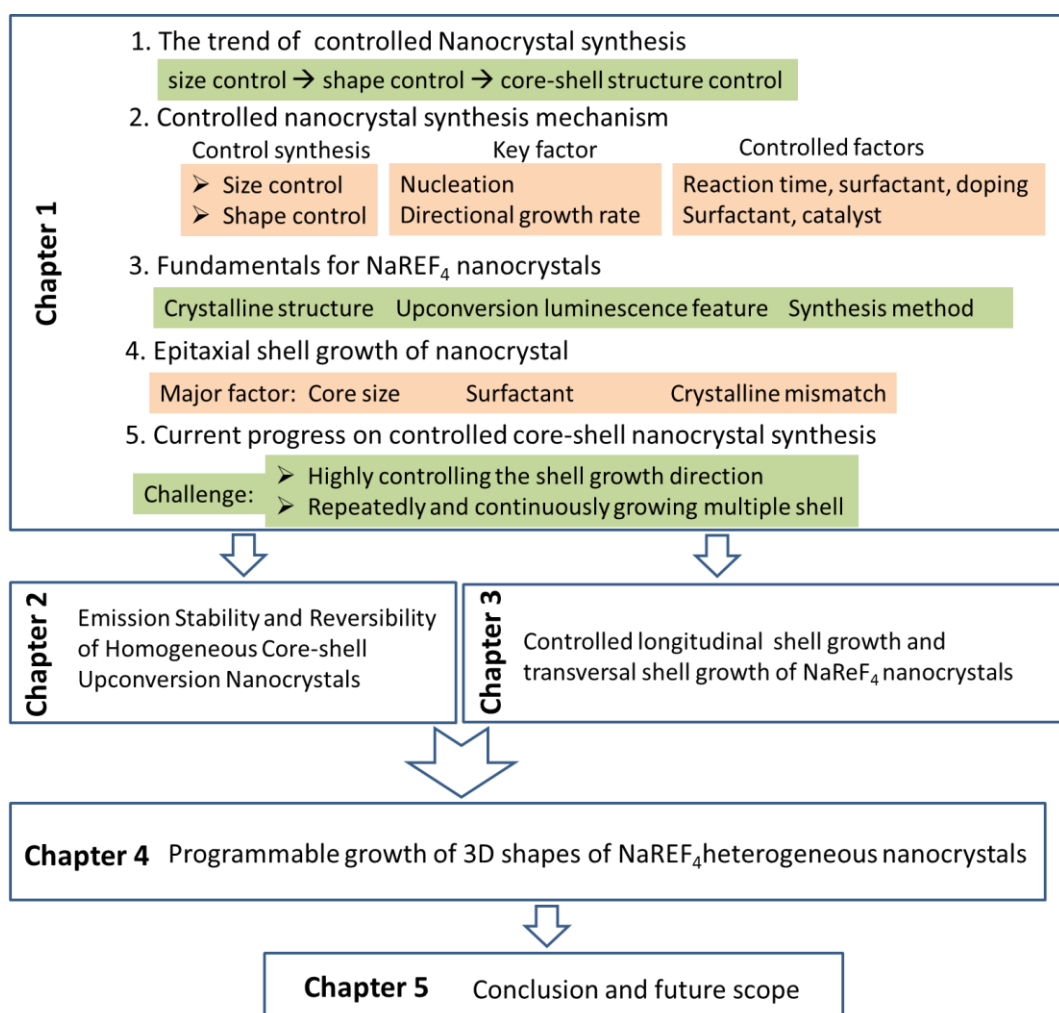 Chapter 1
1. The trend of controlled Nanocrystal synthesis
size control → shape control → core-shell structure control
2. Controlled nanocrystal synthesis mechanism
Control synthesis Key factor Controlled factors
➢ Size control Nucleation Reaction time, surfactant, doping
➢ Shape control Directional growth rate Surfactant, catalyst
3. Fundamentals for NaREF₄ nanocrystals
Crystalline structure Upconversion luminescence feature Synthesis method
4. Epitaxial shell growth of nanocrystal
Major factor: Core size Surfactant Crystalline mismatch
5. Current progress on controlled core-shell nanocrystal synthesis
Challenge:
➢ Highly controlling the shell growth direction
➢ Repeatedly and continuously growing multiple shell
Chapter 2
Emission Stability and Reversibility
of Homogeneous Core-shell
Upconversion Nanocrystals
Chapter 3
Controlled longitudinal shell growth and
transversal shell growth of NaReF₄ nanocrystals
Chapter 4 Programmable growth of 3D shapes of NaREF₄heterogeneous nanocrystals
Chapter 5 Conclusion and future scope